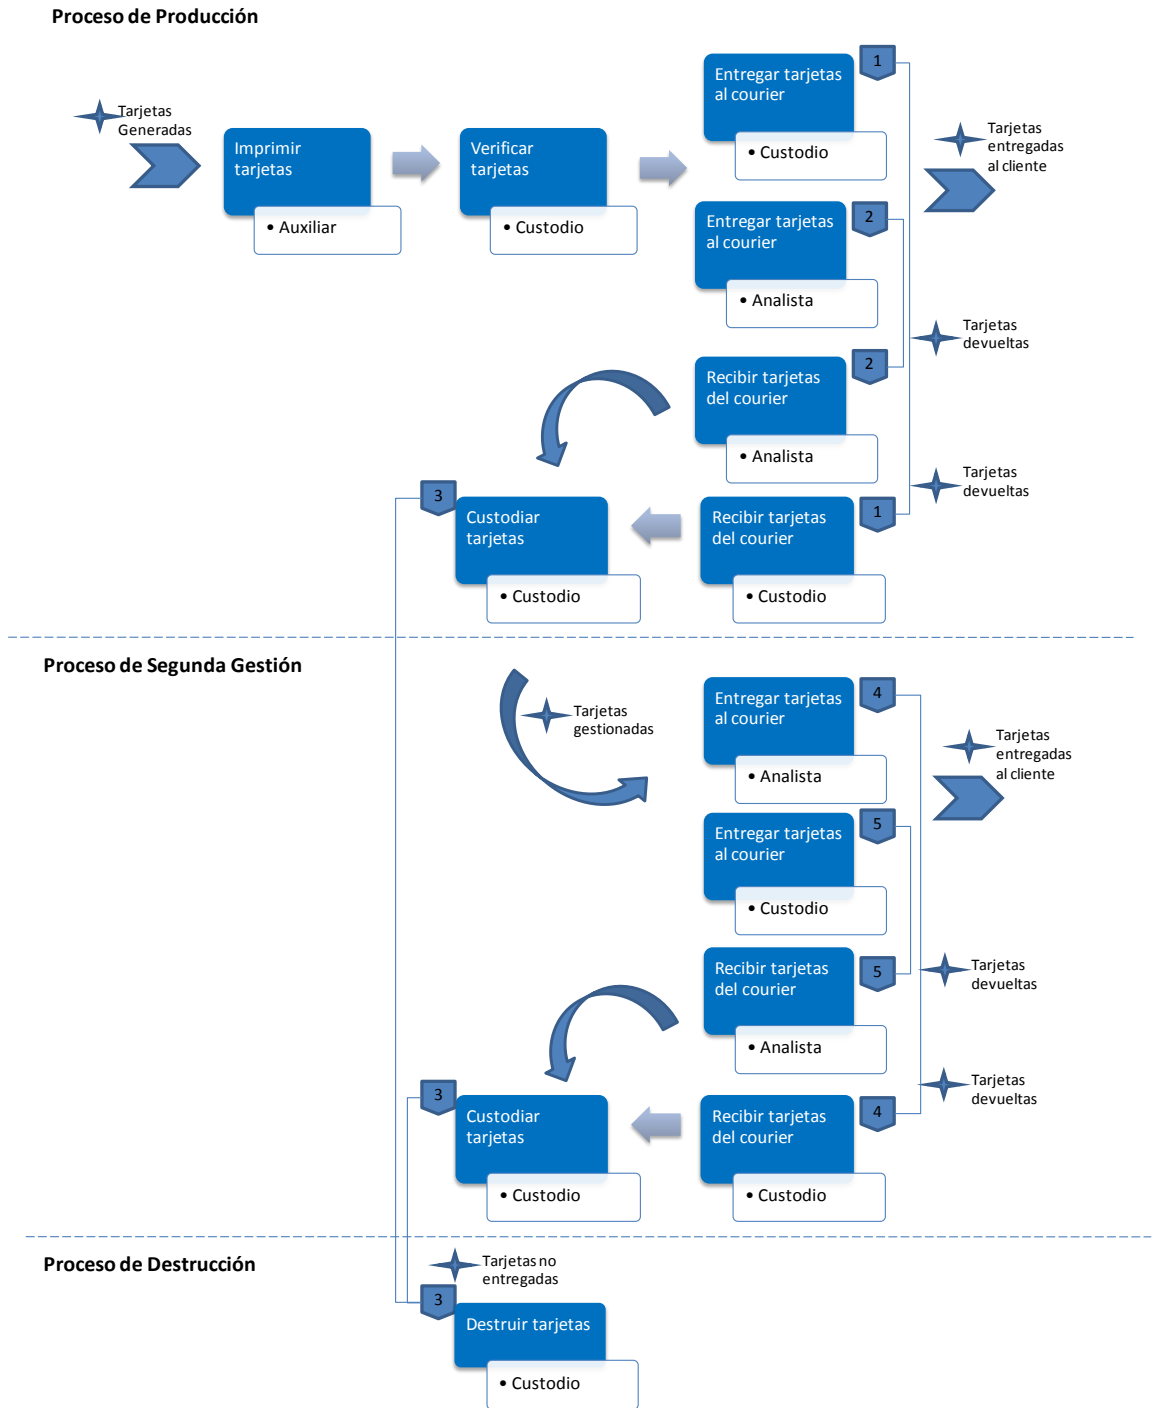 Proceso de Producción
Tarjetas
Generadas
Imprimir
tarjetas
• Auxiliar
Verificar
tarjetas
• Custodio
1
Entregar tarjetas
al courier
• Custodio
Tarjetas
entregadas
al cliente
2
Entregar tarjetas
al courier
• Analista
Tarjetas
devueltas
2
Recibir tarjetas
del courier
• Analista
Tarjetas
devueltas
3
Custodiar
tarjetas
• Custodio
1
Recibir tarjetas
del courier
• Custodio
Proceso de Segunda Gestión
Tarjetas
gestionadas
4
Entregar tarjetas
al courier
• Analista
Tarjetas
entregadas
al cliente
5
Entregar tarjetas
al courier
• Custodio
5
Recibir tarjetas
del courier
• Analista
Tarjetas
devueltas
Tarjetas
devueltas
3
Custodiar
tarjetas
• Custodio
4
Recibir tarjetas
del courier
• Custodio
Proceso de Destrucción
Tarjetas no
entregadas
3
Destruir tarjetas
• Custodio